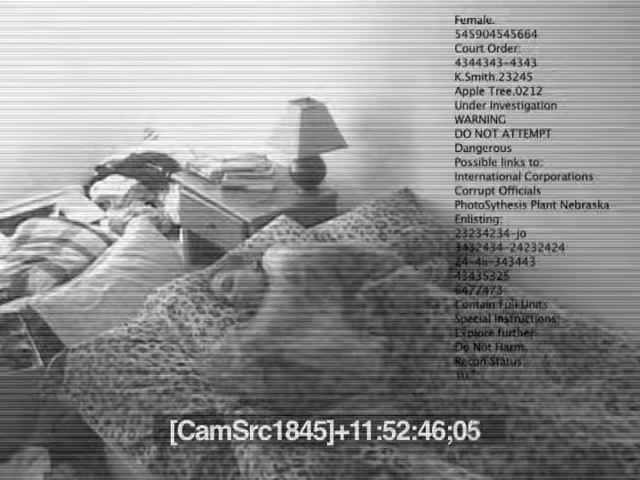 Female.
545904545664
Court Order:
4344343-4343
K.Smith.23245
Apple Tree.0212
Under Investigation
WARNING
DO NOT ATTEMPT
Dangerous
Possible links to:
International Corporations
Corrupt Officials
PhotoSythesis Plant Nebraska
Enlisting:
23234234-jo
3432434-24232424
24-4ii-343443
43435325
6477473-
Contain Full Units
Special Instructions:
Explore further
Do Not Harm.
Recon Status:
[CamSrc1845]+11:52:46;05